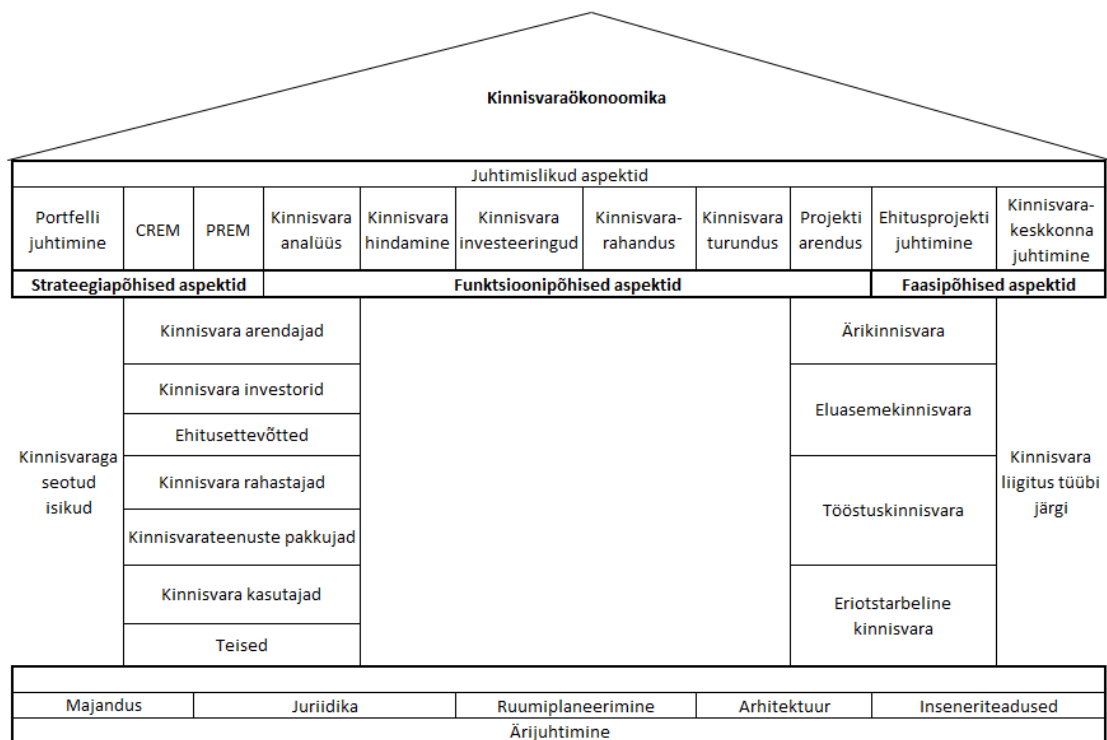 Kinnisvaraökonoomika
Juhtimislikud aspektid
Portfelli
juhtimine
CREM
PREM
Kinnisvara
analüüs
Kinnisvara
hindamine
Kinnisvara
investeeringud
Kinnisvara-
rahandus
Kinnisvara
turundus
Projekti
arendus
Ehitusprojekti
juhtimine
Kinnisvara-
keskkonna
juhtimine
Strateegiapõhised aspektid
Funktsioonipõhised aspektid
Faasipõhised aspektid
Kinnisvaraga
seotud
isikud
Kinnisvara arendajad
Kinnisvara investorid
Ehitusettevõtted
Kinnisvara rahastajad
Kinnisvarateenuste pakkujad
Kinnisvara kasutajad
Teised
Ärikinnisvara
Eluasemekinnisvara
Tööstuskinnisvara
Eriotstarbeline
kinnisvara
Kinnisvara
liigitus tüübi
järgi
Majandus
Juriidika
Ruumiplaneerimine
Arhitektuur
Inseneriteadused
Ärijuhtimine